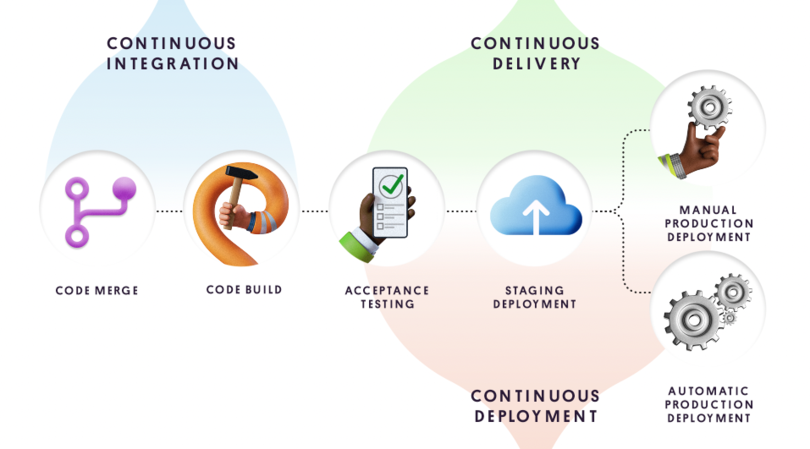 CONTINUOUS
INTEGRATION
CONTINUOUS
DELIVERY
CODE MERGE
CODE BUILD
ACCEPTANCE
TESTING
STAGING
DEPLOYMENT
MANUAL
PRODUCTION
DEPLOYMENT
CONTINUOUS
DEPLOYMENT
AUTOMATIC
PRODUCTION
DEPLOYMENT